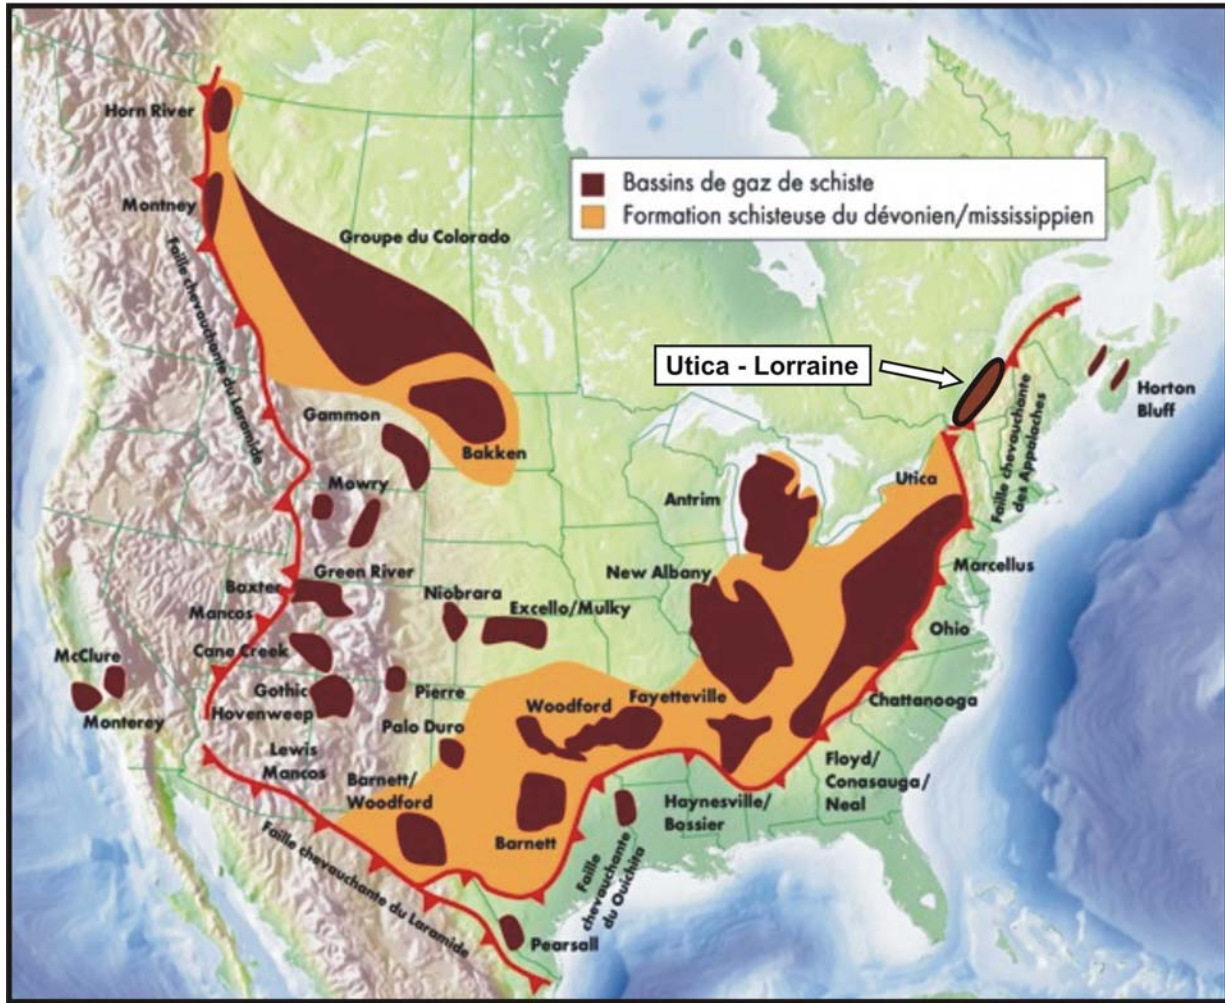 Horn River
Bassins de gaz de schiste
Formation schisteuse du dévonien/mississippien
Montney
Groupe du Colorado
Faille chevauchante du Laramide
Utica - Lorraine
Horton
Bluff
Faille chevauchante
des Appalaches
Gammon
Bakken
Utica
Mowry
Antrim
Green River
Marcellus
New Albany
Baxter
Niobrara
Excello/Mulky
Mancos
Ohio
Cane Creek
McClure
Gothic
Pierre
Fayetteville
Chattanooga
Hovenweep
Woodford
Monterey
Palo Duro
Lewis
Mancos
Floyd/
Conasauga/
Neal
Barnett/
Woodford
Haynesville/
Bossier
Barnett
Faille chevauchante du Laramide
Faille
chevauchante
du Ouichita
Pearsall